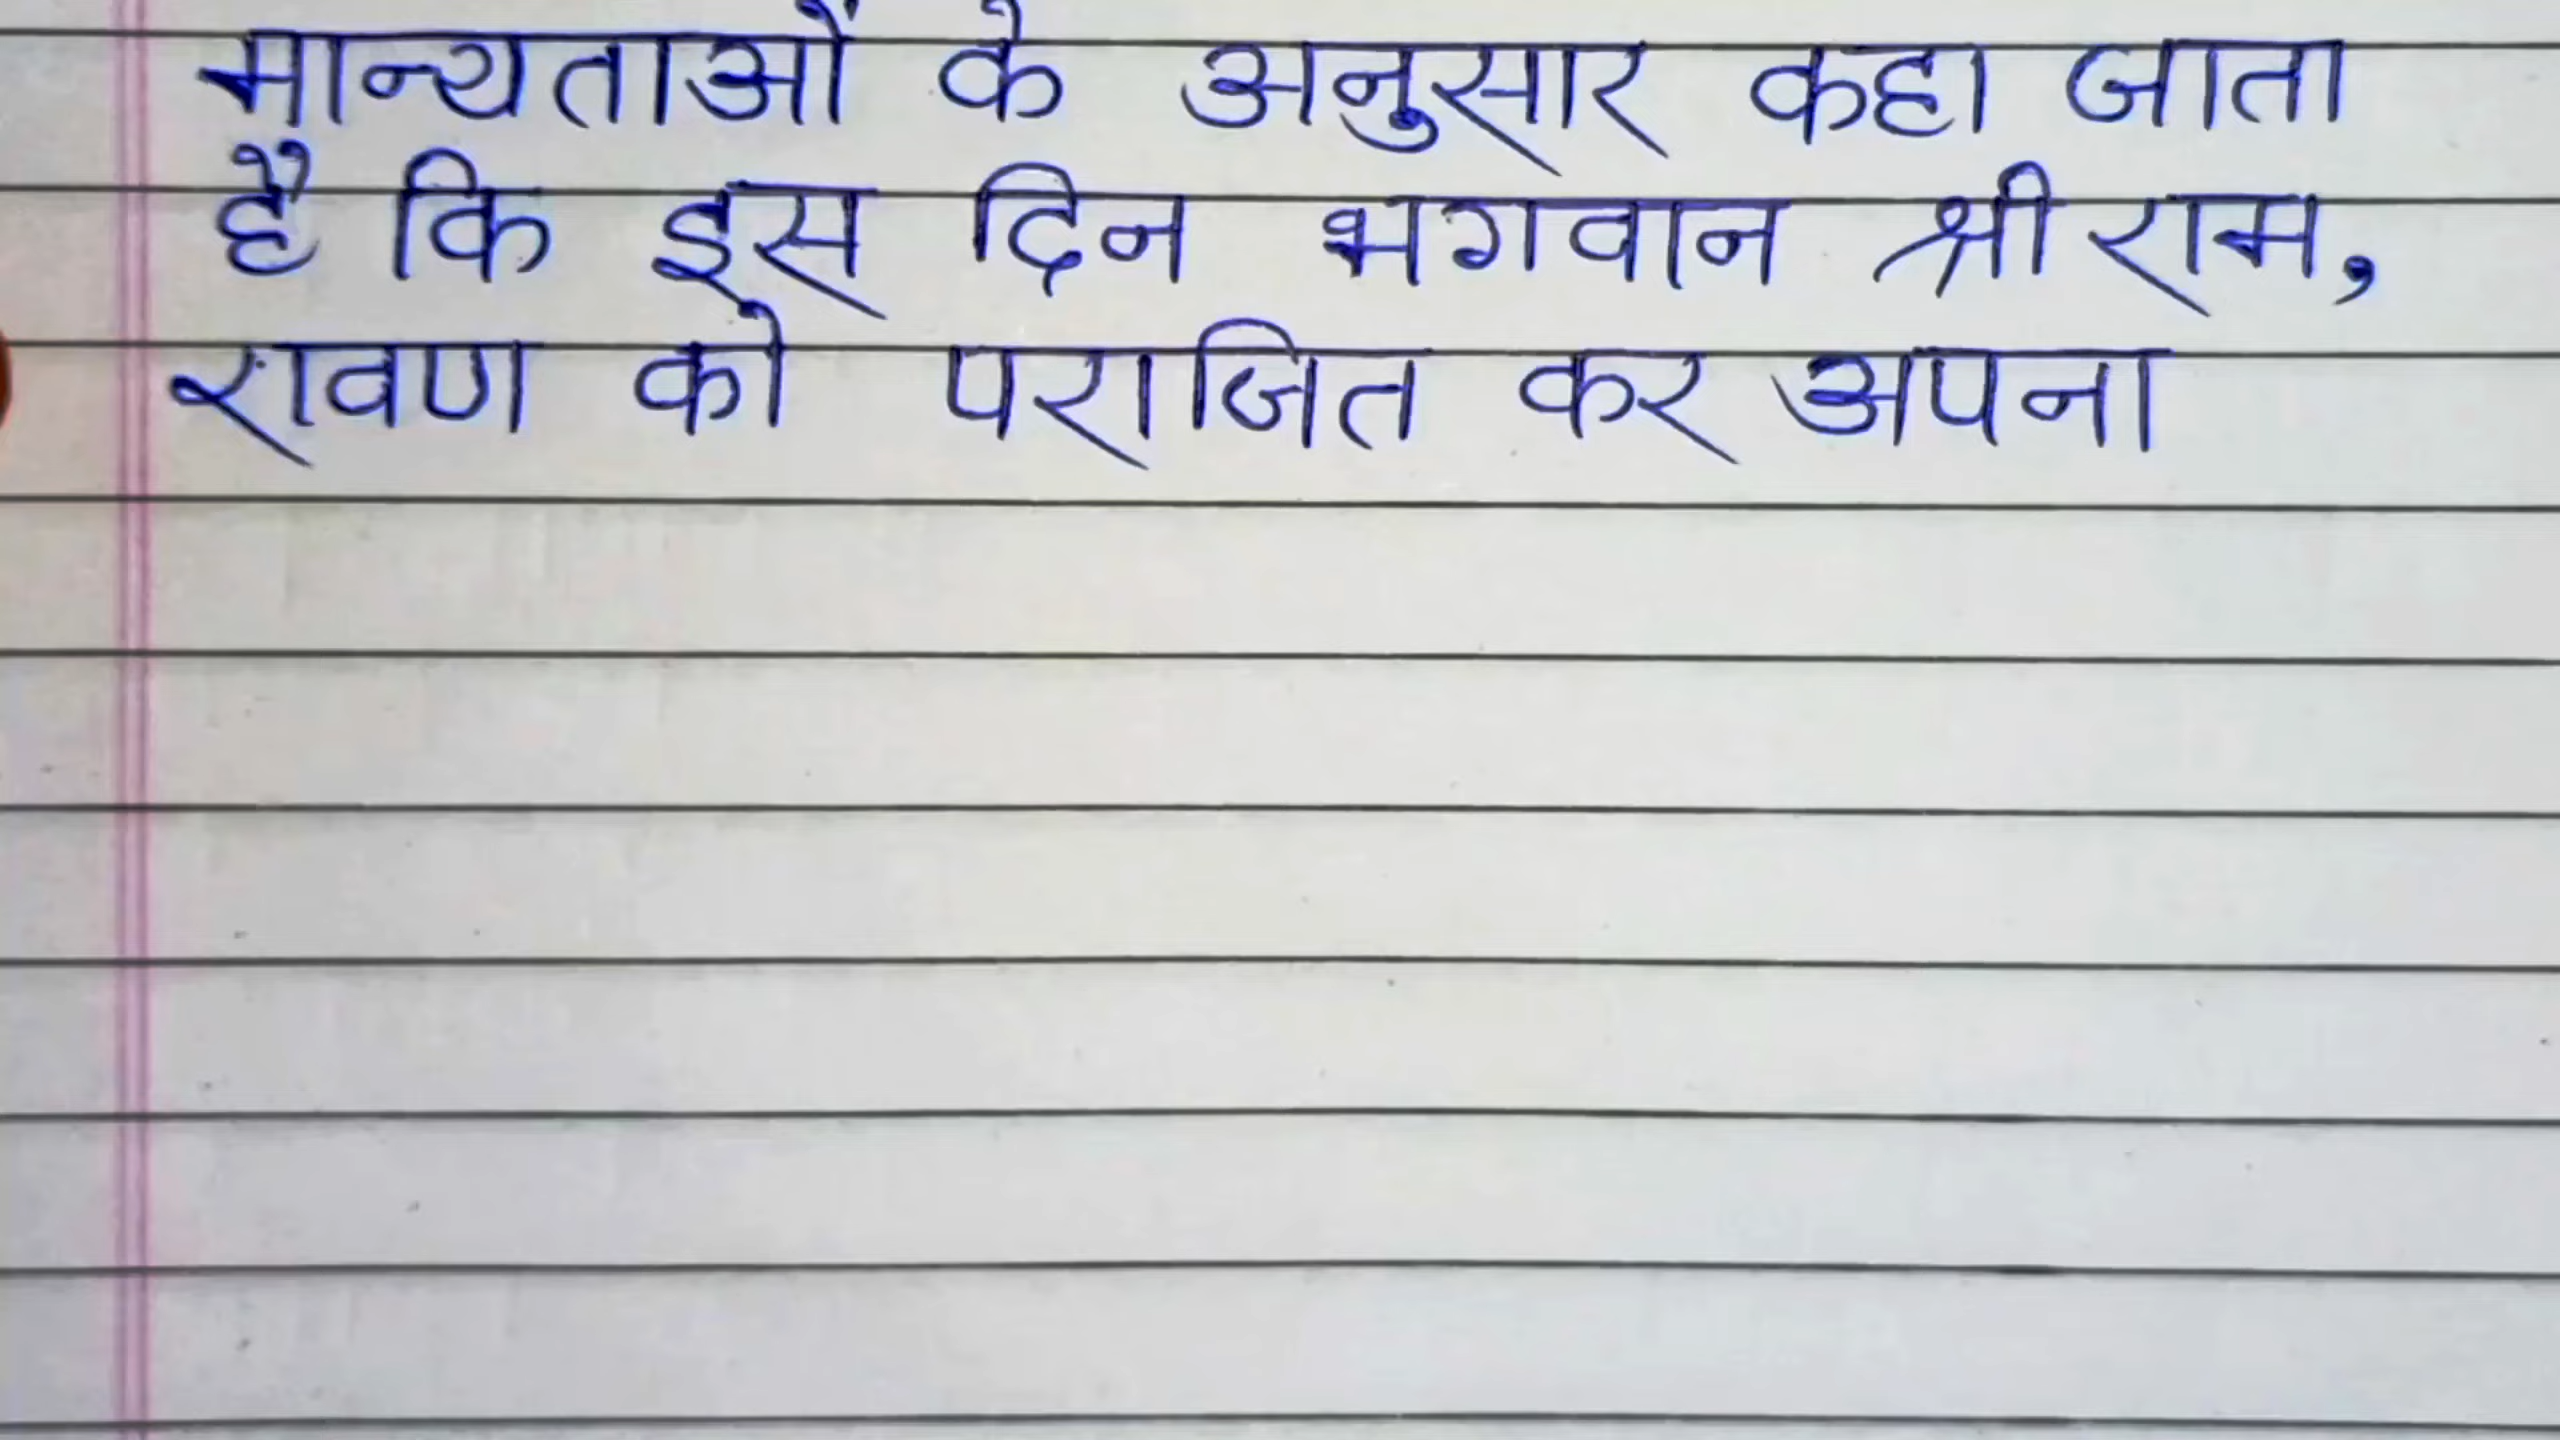 मान्यताओं के अनुसार कहा जाता
है कि इस दिन भगवान श्री राम,
रावण को पराजित कर अपना